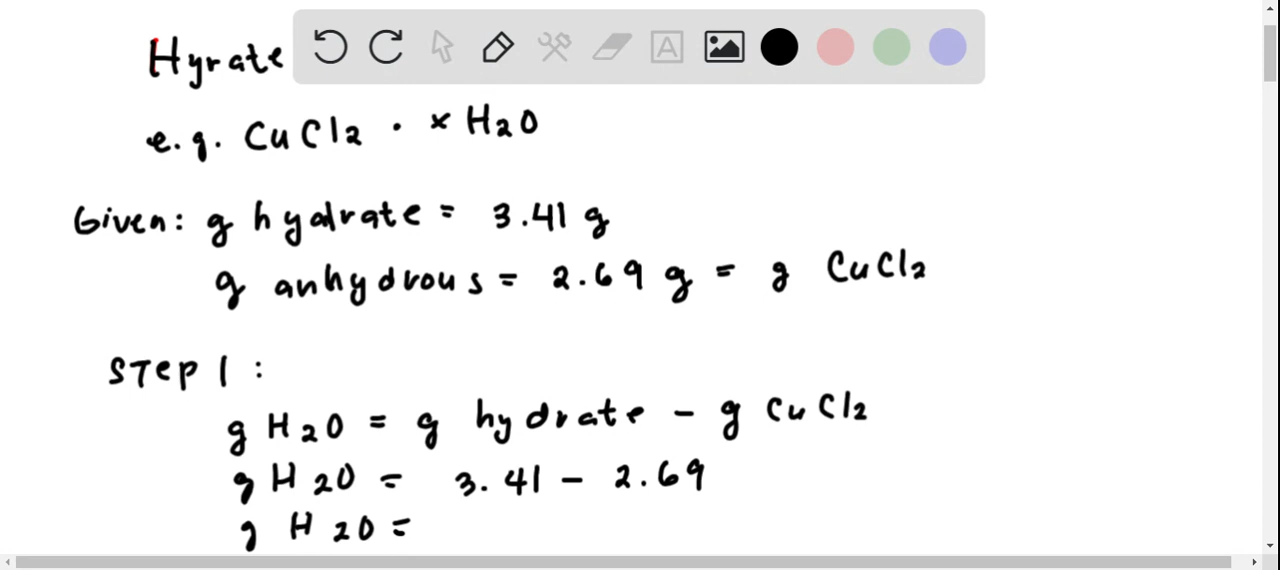 Hyrate
e.g. CuCl2 · x H2O
Given: g hydrate = 3.41 g
g anhydrous = 2.69 g = g CuCl2
STEP 1 :
g H2O = g hydrate - g CuCl2
g H2O = 3.41 - 2.69
g H2O =